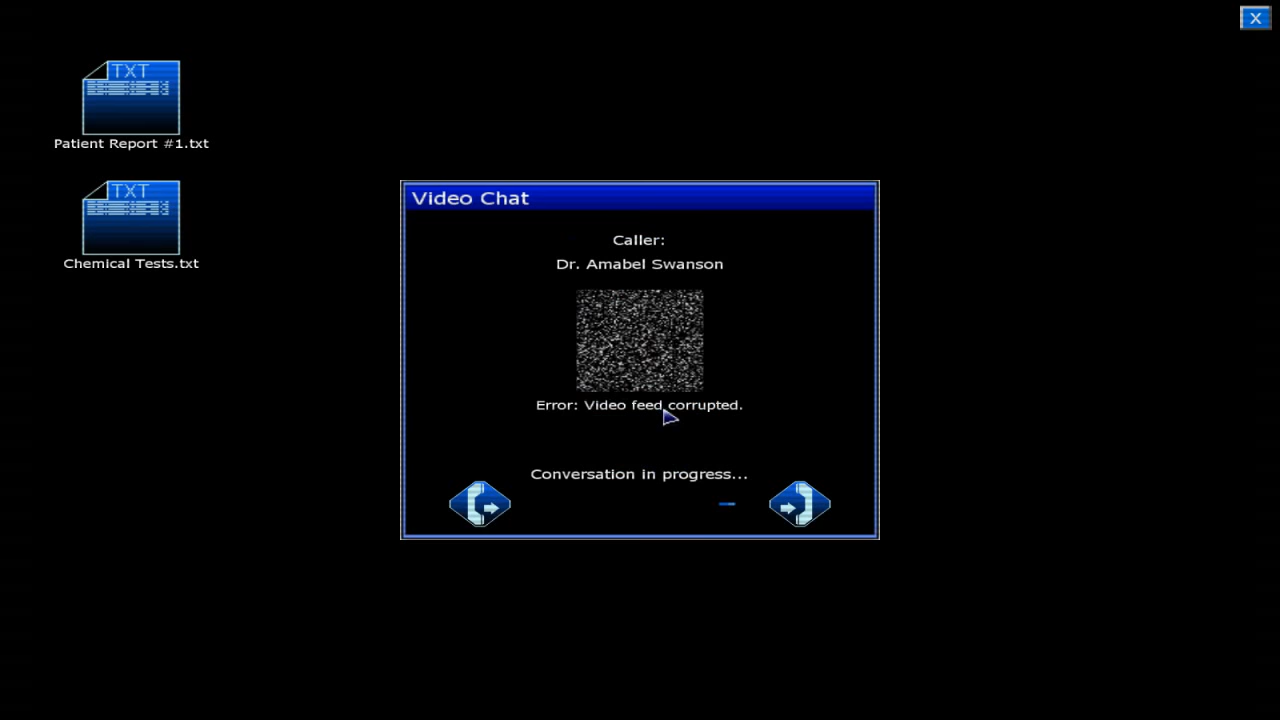 X
TXT
Patient Report #1.txt
TXT
Chemical Tests.txt
Video Chat
Caller:
Dr. Amabel Swanson
Error: Video feed corrupted.
Conversation in progress...